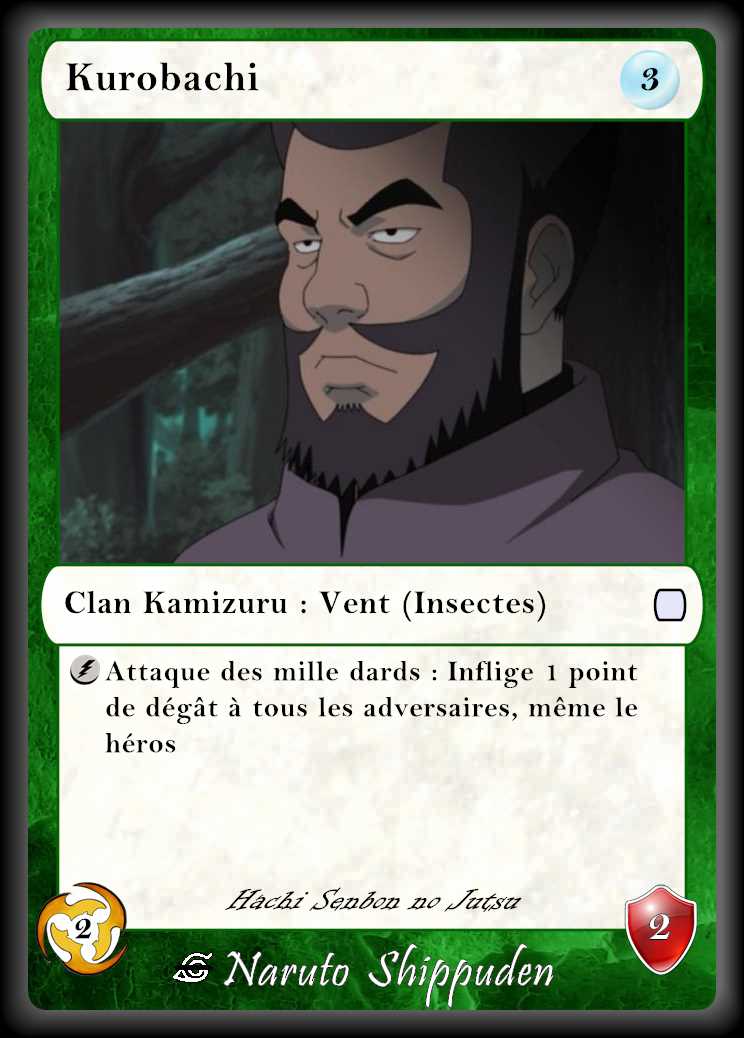 Kurobachi 3
Clan Kamizuru : Vent (Insectes)
Attaque des mille dards : Inflige 1 point
de dégât à tous les adversaires, même le
héros
Hachi Senbon no Jutsu
2 2
Naruto Shippuden